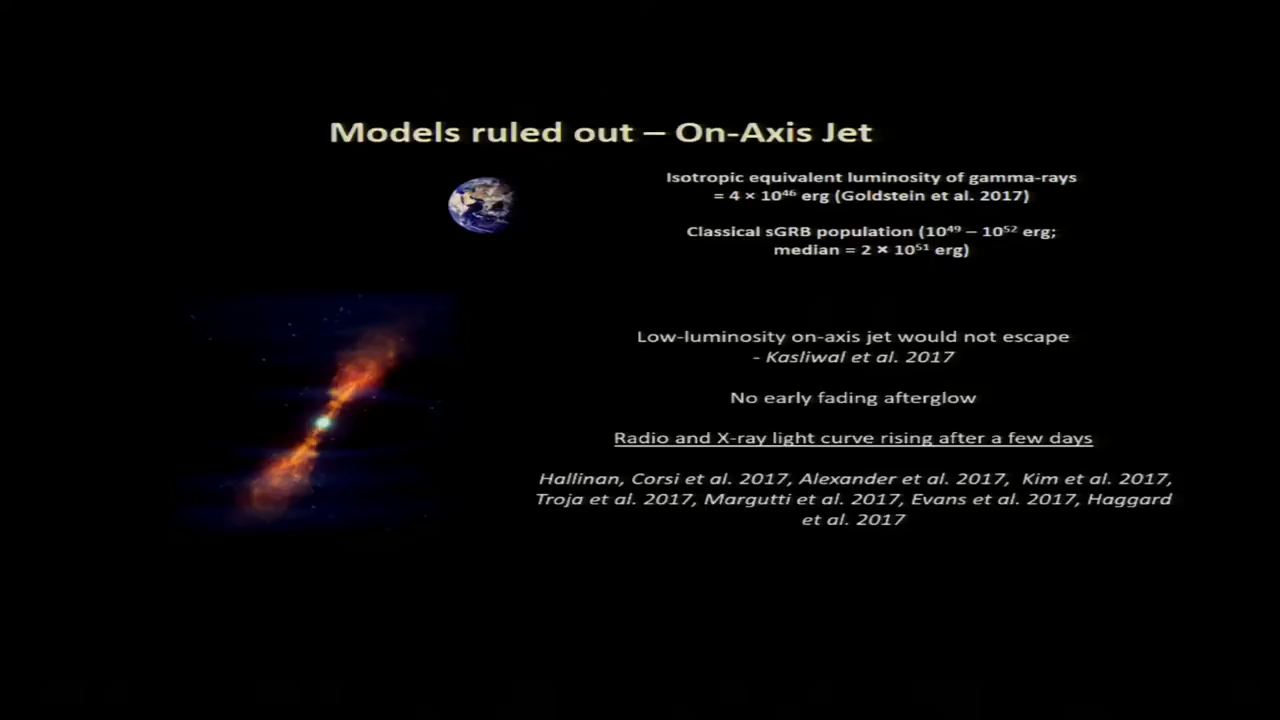 Models ruled out – On-Axis Jet
Isotropic equivalent luminosity of gamma-rays
= 4 × 10⁴⁶ erg (Goldstein et al. 2017)
Classical sGRB population (10⁴⁹ – 10⁵² erg;
median = 2 × 10⁵¹ erg)
Low-luminosity on-axis jet would not escape
- Kasliwal et al. 2017
No early fading afterglow
Radio and X-ray light curve rising after a few days
Hallinan, Corsi et al. 2017, Alexander et al. 2017, Kim et al. 2017,
Troja et al. 2017, Margutti et al. 2017, Evans et al. 2017, Haggard
et al. 2017